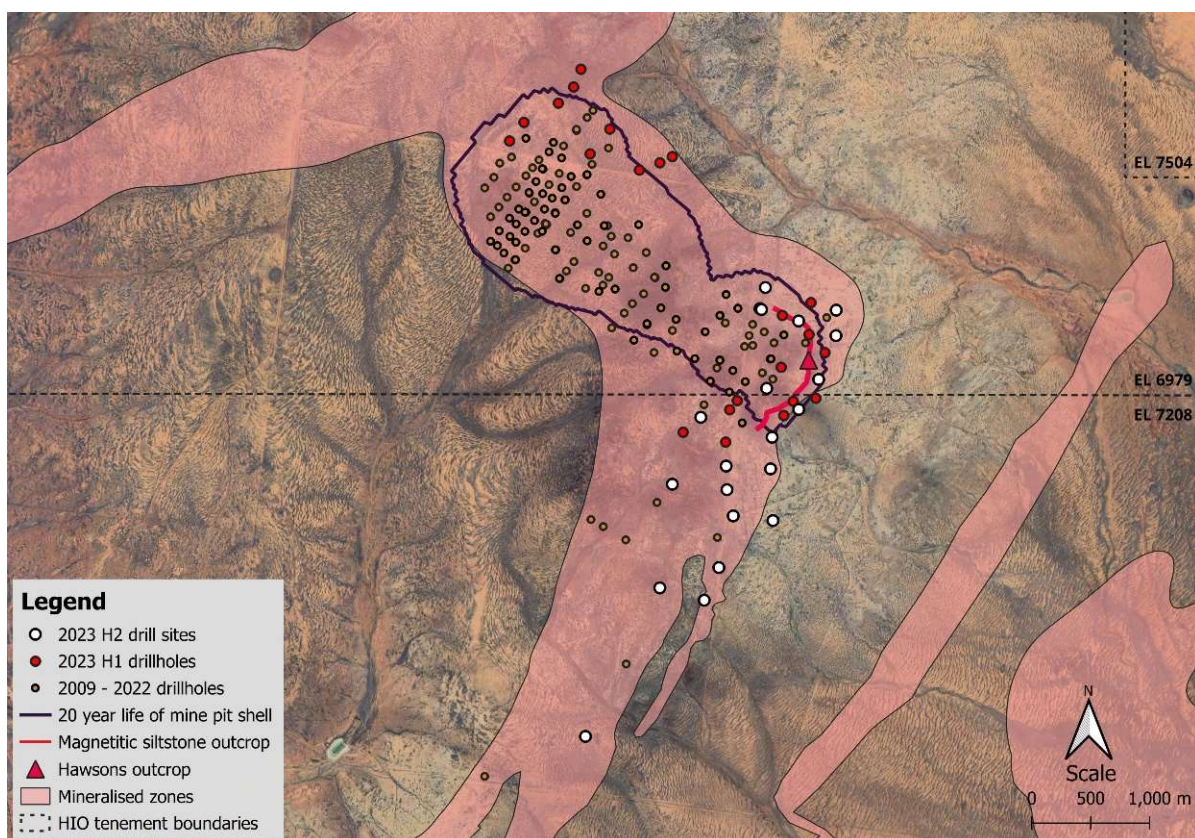 EL 7504
EL 6979
EL 7208
Legend
2023 H2 drill sites
2023 H1 drillholes
2009 - 2022 drillholes
20 year life of mine pit shell
Magnetitic siltstone outcrop
Hawsons outcrop
Mineralised zones
HIO tenement boundaries
N
Scale
0 500 1,000 m